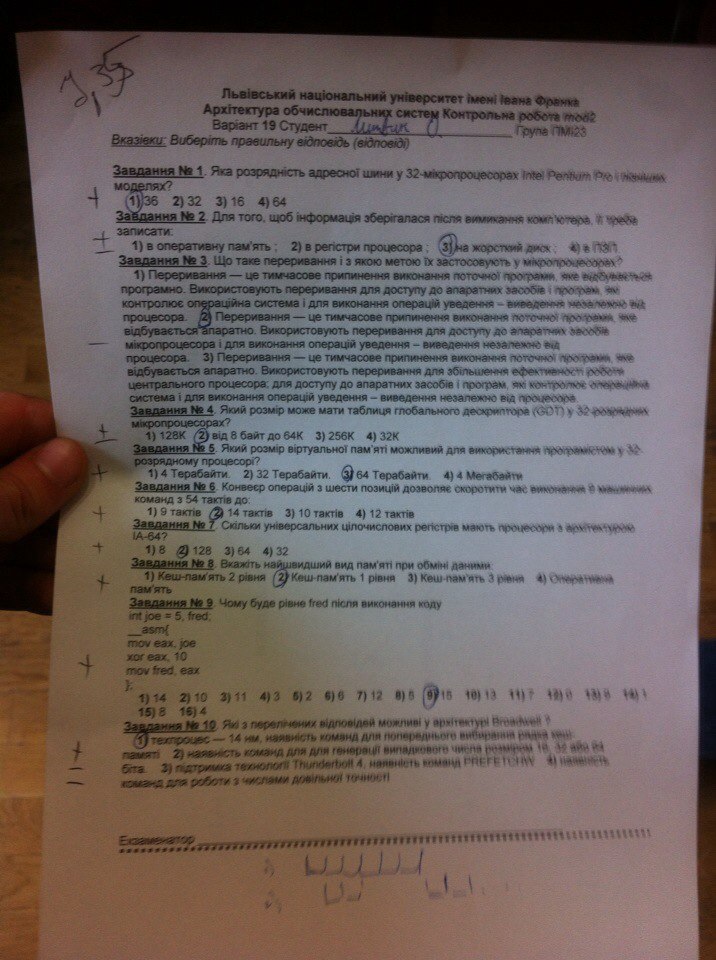 Львівський національний університет імені Івана Франка
Архітектура обчислювальних систем Контрольна робота mod2
Варіант 19 Студент Група ПМі23
Вказівки: Виберіть правильну відповідь (відповіді)
Завдання № 1. Яка розрядність адресної шини у 32-мікропроцесорах Intel Pentium Pro і пізніших
моделях?
+ 1) 36 2) 32 3) 16 4) 64
Завдання № 2. Для того, щоб інформація зберігалася після вимикання комп'ютера, її треба
записати:
1) в оперативну пам'ять ; 2) в регістри процесора ; 3) на жорсткий диск ; 4) в ПЗП.
Завдання № 3. Що таке переривання і з якою метою їх застосовують у мікропроцесорах?
1) Переривання — це тимчасове припинення виконання поточної програми, яке відбувається
програмно. Використовують переривання для доступу до апаратних засобів і програм, які
контролює операційна система і для виконання операцій уведення – виведення незалежно від
процесора. 2) Переривання — це тимчасове припинення виконання поточної програми, яке
відбувається апаратно. Використовують переривання для доступу до апаратних засобів
мікропроцесора і для виконання операцій уведення – виведення незалежно від
процесора. 3) Переривання — це тимчасове припинення виконання поточної програми, яке
відбувається апаратно. Використовують переривання для збільшення ефективності роботи
центрального процесора: для доступу до апаратних засобів і програм, які контролює операційна
система і для виконання операцій уведення – виведення незалежно від процесора.
Завдання № 4. Який розмір може мати таблиця глобального дескриптора (GDT) у 32-розрядних
мікропроцесорах?
1) 128K 2) від 8 байт до 64K 3) 256K 4) 32K
Завдання № 5. Який розмір віртуальної пам'яті можливий для використання програмістом у 32-
розрядному процесорі?
+ 1) 4 Терабайти. 2) 32 Терабайти. 3) 64 Терабайти. 4) 4 Мегабайти
Завдання № 6. Конвеєр операцій з шести позицій дозволяє скоротити час виконання 9 машинних
команд з 54 тактів до:
+ 1) 9 тактів 2) 14 тактів 3) 10 тактів 4) 12 тактів
Завдання № 7. Скільки універсальних цілочислових регістрів мають процесори з архітектурою
IA-64?
+ 1) 8 2) 128 3) 64 4) 32
Завдання № 8. Вкажіть найшвидший вид пам'яті при обміні даними:
+ 1) Кеш-пам'ять 2 рівня 2) Кеш-пам'ять 1 рівня 3) Кеш-пам'ять 3 рівня 4) Оперативна
пам'ять
Завдання № 9. Чому буде рівне fred після виконання коду
int joe = 5, fred;
__asm{
mov eax, joe
xor eax, 10
mov fred, eax
};
1) 14 2) 10 3) 11 4) 3 5) 2 6) 6 7) 12 8) 5 9) 15 10) 13 11) 7 12) 0
15) 8 16) 4
Завдання № 10. Які з перелічених відповідей можливі у архітектурі Broadwell ?
1) техпроцес — 14 нм, наявність команд для попереднього вибирання рядка кеш
памяті 2) наявність команд для для генерації випадкового числа розміром 16, 32 або 64
біта. 3) підтримка технології Thunderbolt 4, наявність команд PREFETCHW 4) наявність
команд для роботи з числами довільної точності
Екзаменатор